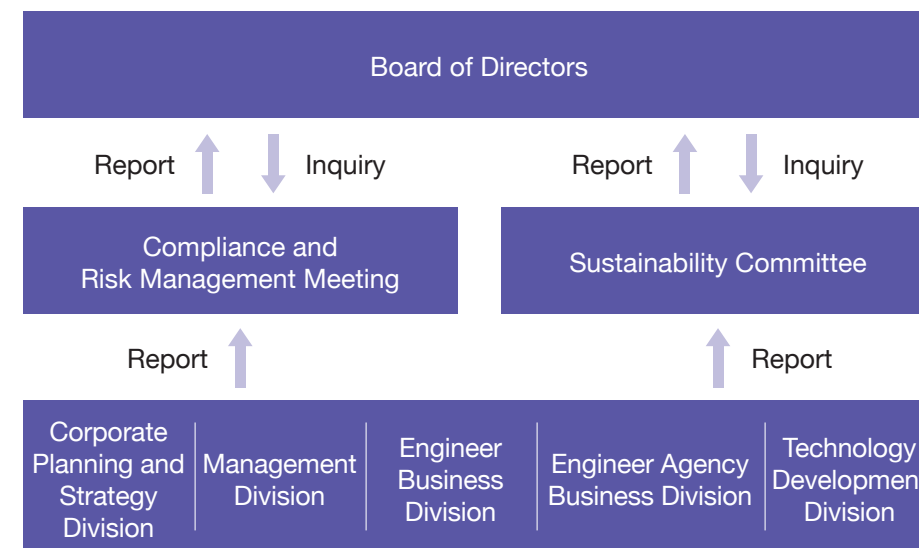 Board of Directors
Report
Inquiry
Report
Inquiry
Compliance and
Risk Management Meeting
Sustainability Committee
Report
Report
Corporate
Planning and
Strategy
Division
Management
Division
Engineer
Business
Division
Engineer Agency
Business Division
Technology
Developmen
Division